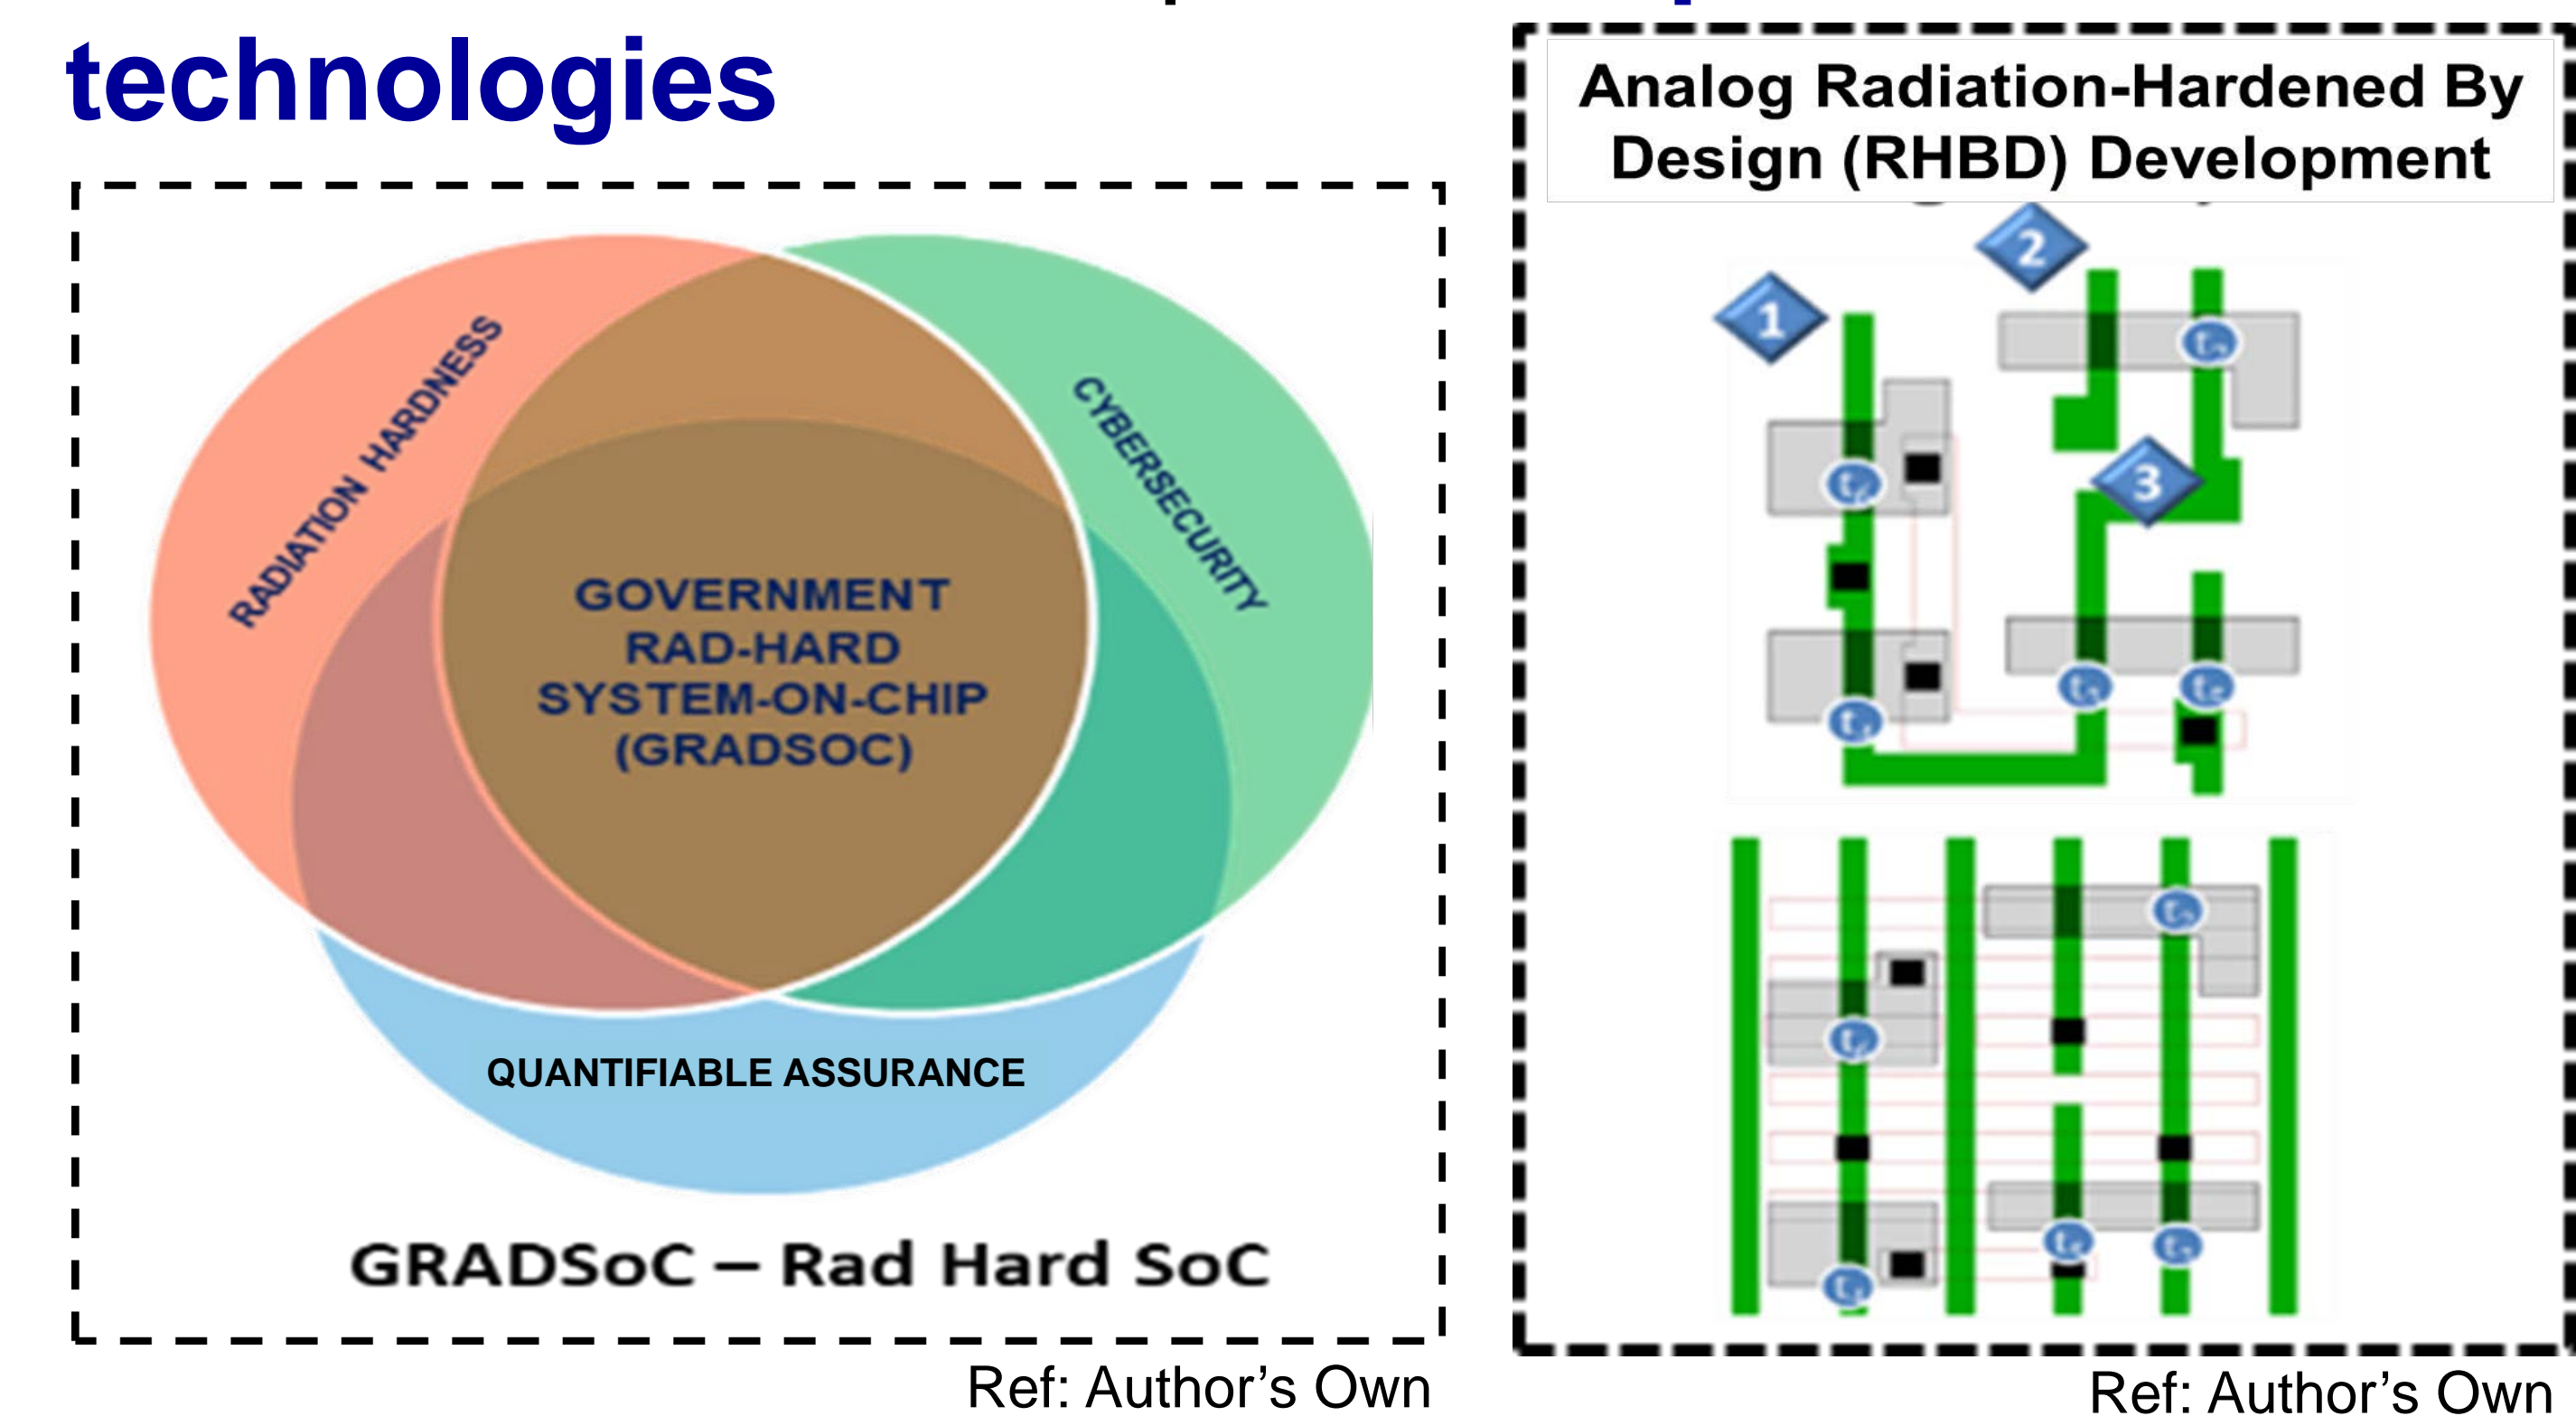 technologies
RADIATION HARDNESS
CYBERSECURITY
GOVERNMENT
RAD-HARD
SYSTEM-ON-CHIP
(GRADSOC)
QUANTIFIABLE ASSURANCE
GRADSoC – Rad Hard SoC
Ref: Author’s Own
Analog Radiation-Hardened By
Design (RHBD) Development
2
1
3
Ref: Author’s Own